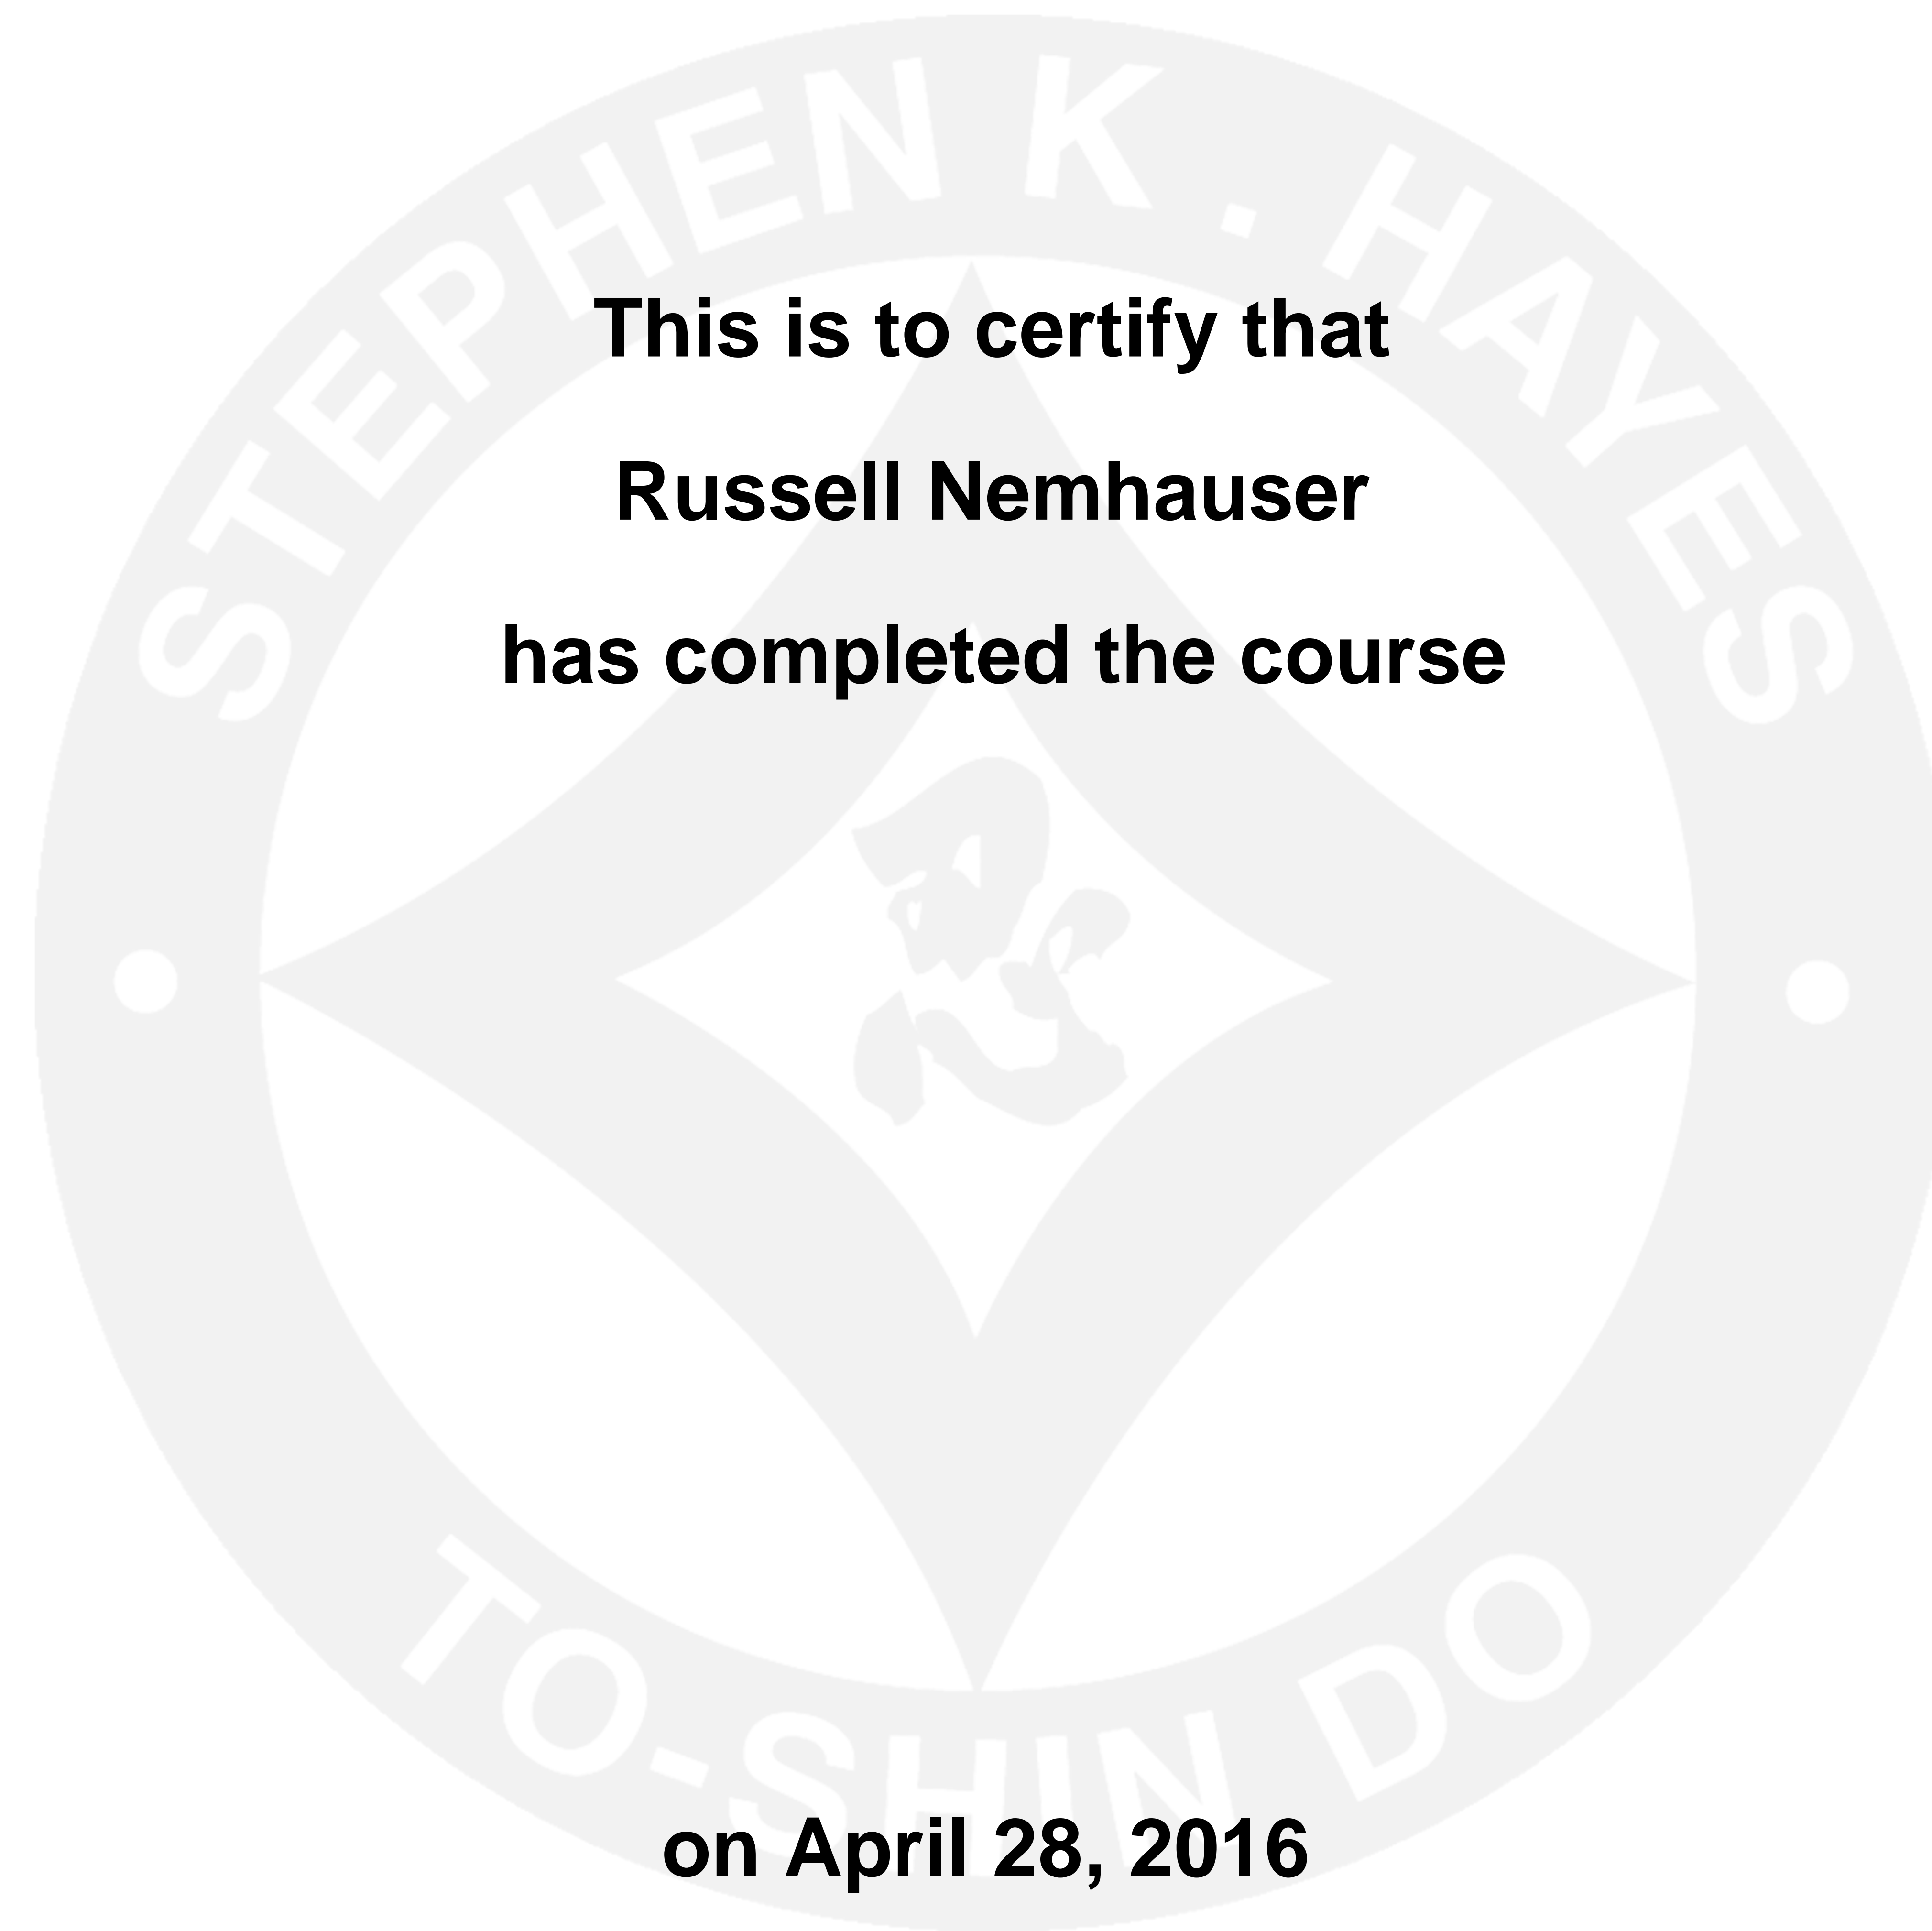 STEPHEN K. HAYES
This is to certify that
Russell Nemhauser
has completed the course
TO-SHIN DO
on April 28, 2016